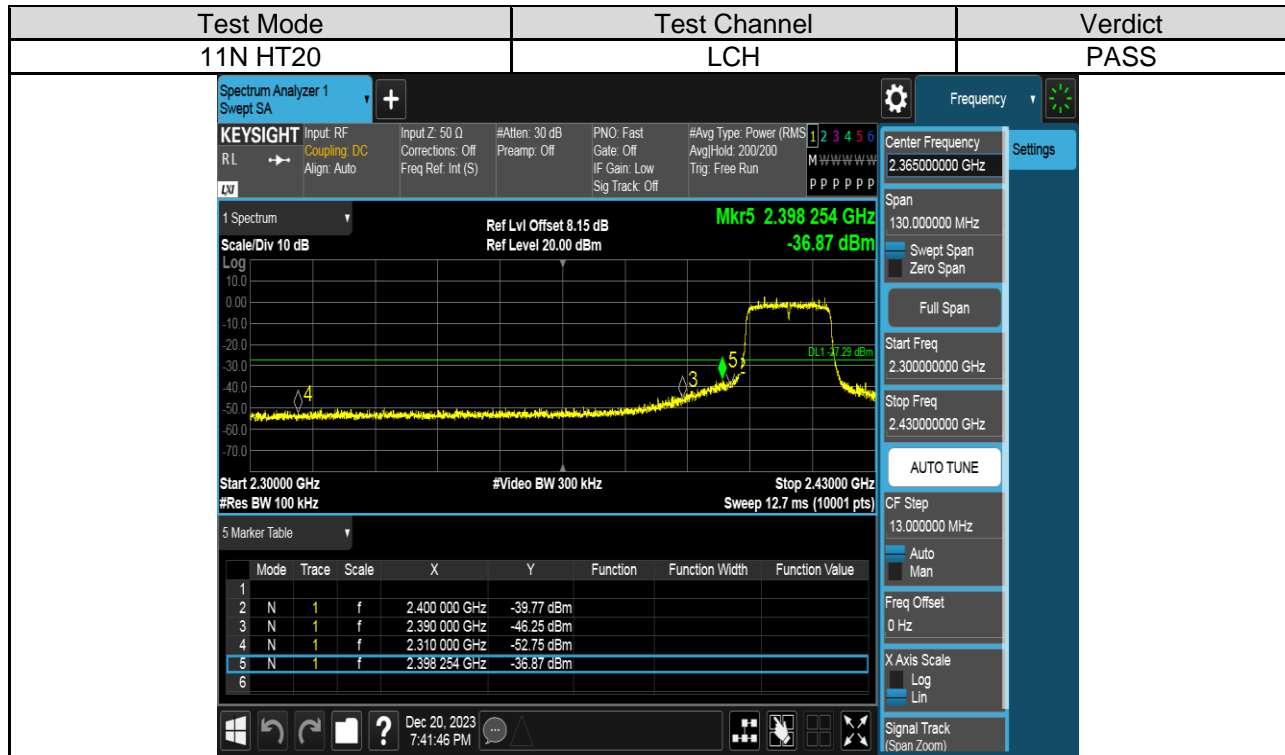 Test Mode Test Channel Verdict
11N HT20 LCH PASS
Spectrum Analyzer 1
Swept SA
+
Frequency
KEYSIGHT Input: RF Input Z: 50 Ω #Atten: 30 dB PNO: Fast #Avg Type: Power (RMS 1 2 3 4 5 6
RL Coupling: DC Corrections: Off Preamp: Off Gate: Off Avg|Hold: 200/200 M W W W W W
Align: Auto Freq Ref: Int (S) IF Gain: Low Trig: Free Run
LXI Sig Track: Off P P P P P P
Center Frequency
2.365000000 GHz
Settings
1 Spectrum
Ref Lvl Offset 8.15 dB
Mkr5 2.398 254 GHz
Scale/Div 10 dB Ref Level 20.00 dBm -36.87 dBm
Log
10.0
0.00
-10.0
-20.0
-30.0
-40.0
-50.0
-60.0
-70.0
DL1 -27.29 dBm
5
3
4
Start 2.30000 GHz #Video BW 300 kHz Stop 2.43000 GHz
#Res BW 100 kHz Sweep 12.7 ms (10001 pts)
Span
130.000000 MHz
Swept Span
Zero Span
Full Span
Start Freq
2.300000000 GHz
Stop Freq
2.430000000 GHz
AUTO TUNE
CF Step
13.000000 MHz
Auto
Man
Freq Offset
0 Hz
X Axis Scale
Log
Lin
Signal Track
(Span Zoom)
5 Marker Table
Mode Trace Scale X Y Function Function Width Function Value
1
2 N 1 f 2.400 000 GHz -39.77 dBm
3 N 1 f 2.390 000 GHz -46.25 dBm
4 N 1 f 2.310 000 GHz -52.75 dBm
5 N 1 f 2.398 254 GHz -36.87 dBm
6
? Dec 20, 2023
7:41:46 PM